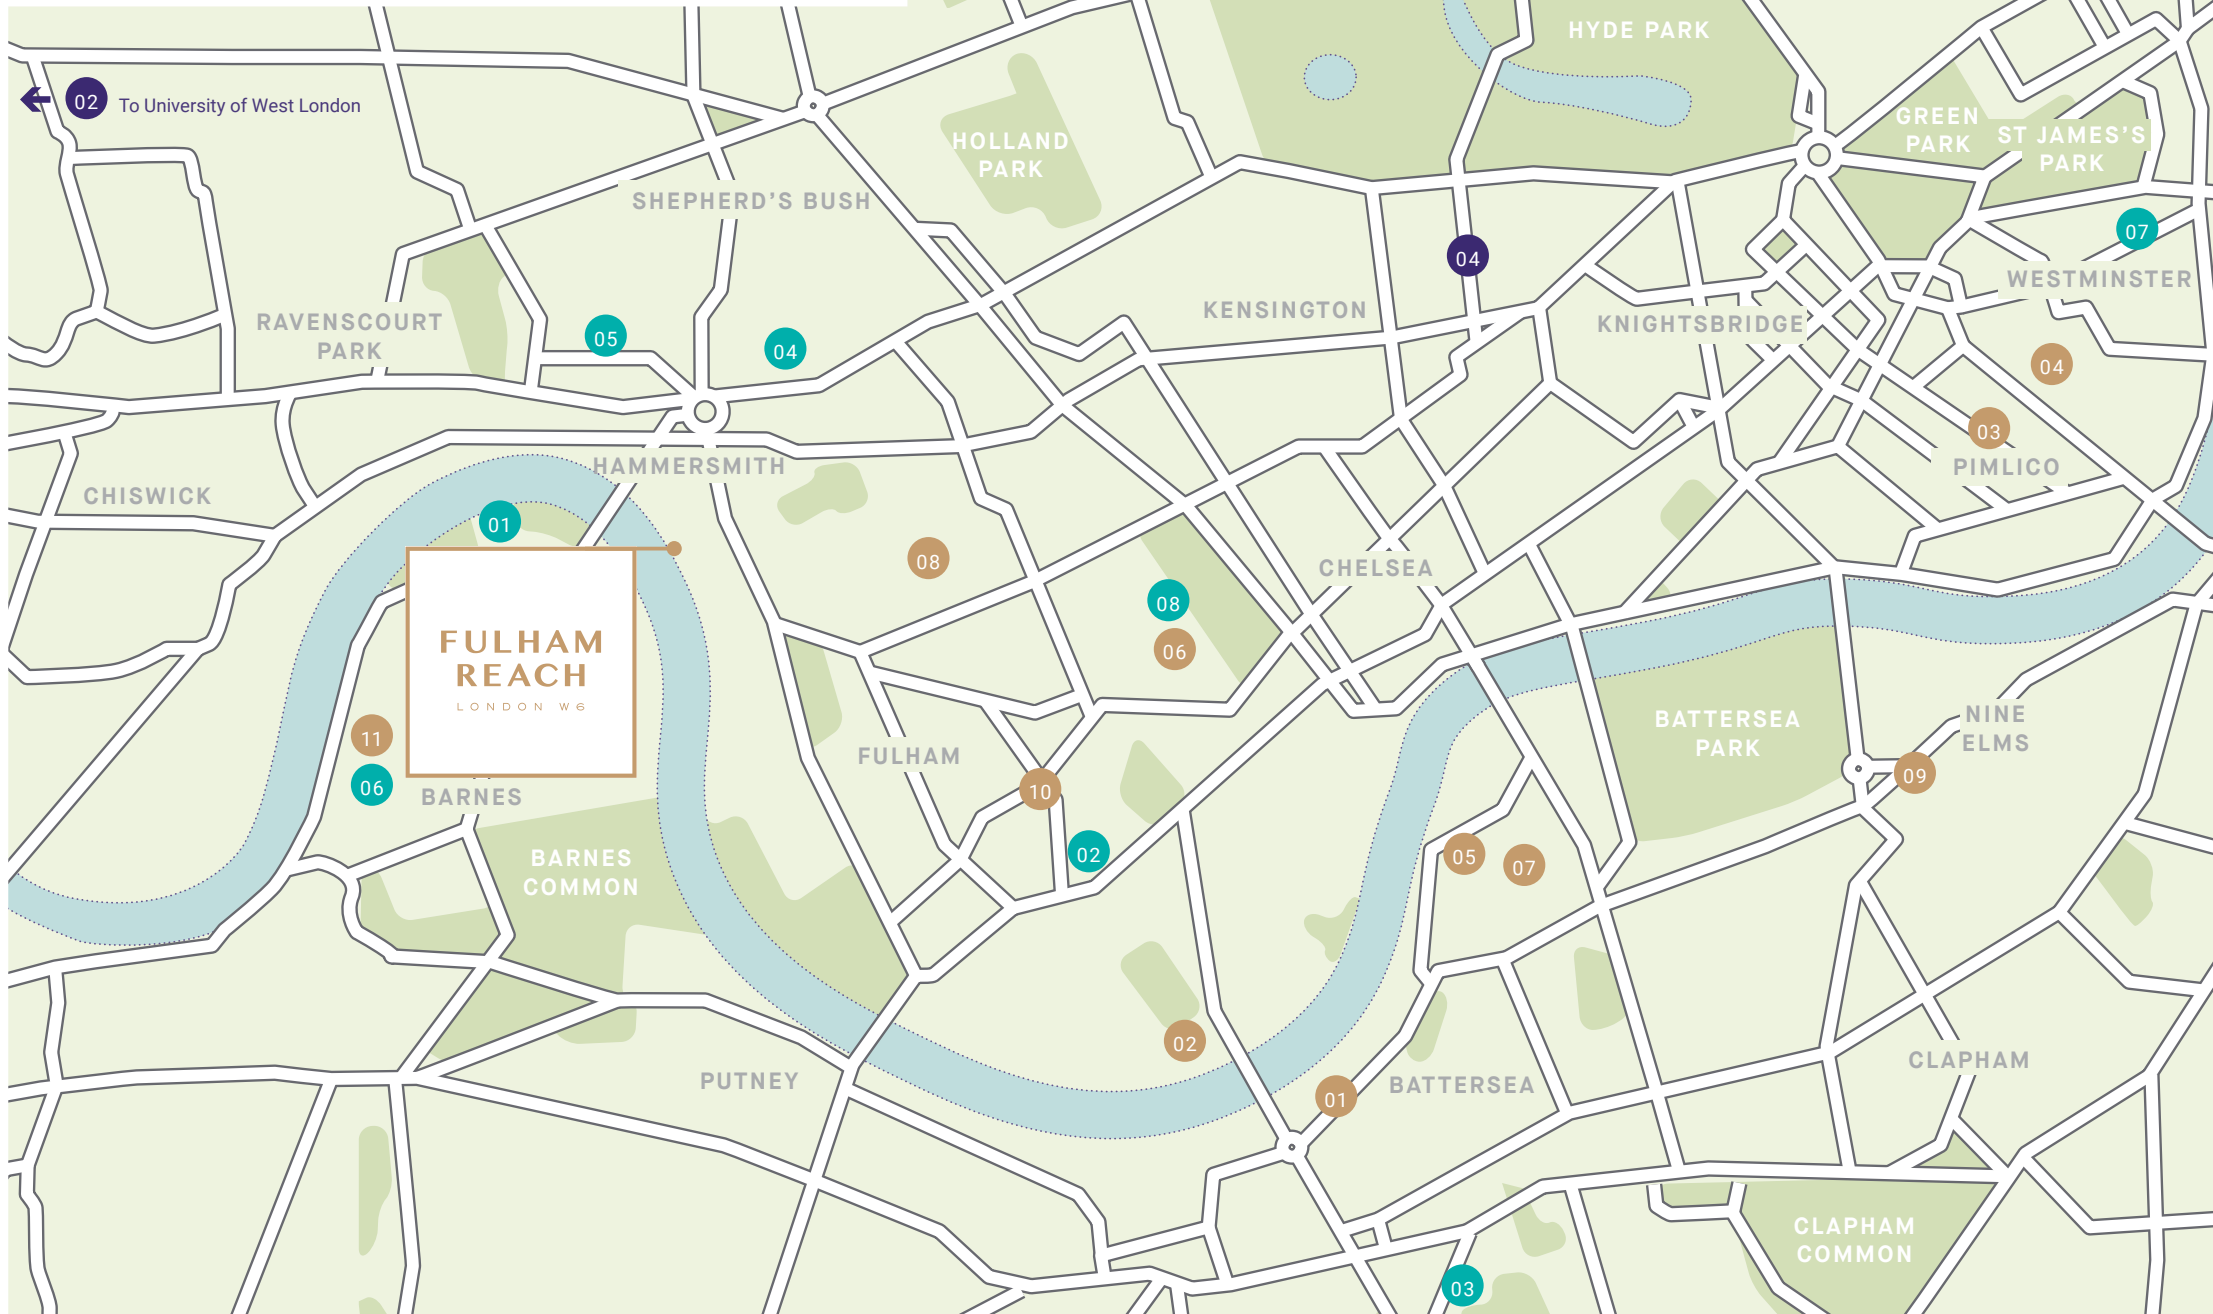 HYDE PARK
02 To University of West London
GREEN
PARK
ST JAMES'S
PARK
HOLLAND
PARK
SHEPHERD'S BUSH
07
04
WESTMINSTER
KENSINGTON
KNIGHTSBRIDGE
RAVENSCOURT
PARK
05
04
04
03
PIMLICO
HAMMERSMITH
CHISWICK
01
08
CHELSEA
08
06
FULHAM
REACH
LONDON W6
BATTERSEA
PARK
NINE
ELMS
11
06
BARNES
FULHAM
10
09
02
05
07
BARNES
COMMON
02
PUTNEY
01
BATTERSEA
CLAPHAM
CLAPHAM
COMMON
03